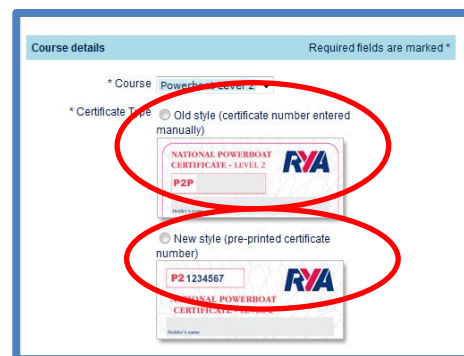 Course details Required fields are marked *
* Course Powerboat Level 2
* Certificate Type Old style (certificate number entered
manually)
NATIONAL POWERBOAT
CERTIFICATE - LEVEL 2
RYA
P2P
Holder's name
New style (pre-printed certificate
number)
P2 1234567
RYA
NATIONAL POWERBOAT
CERTIFICATE - LEVEL 2
Holder's name